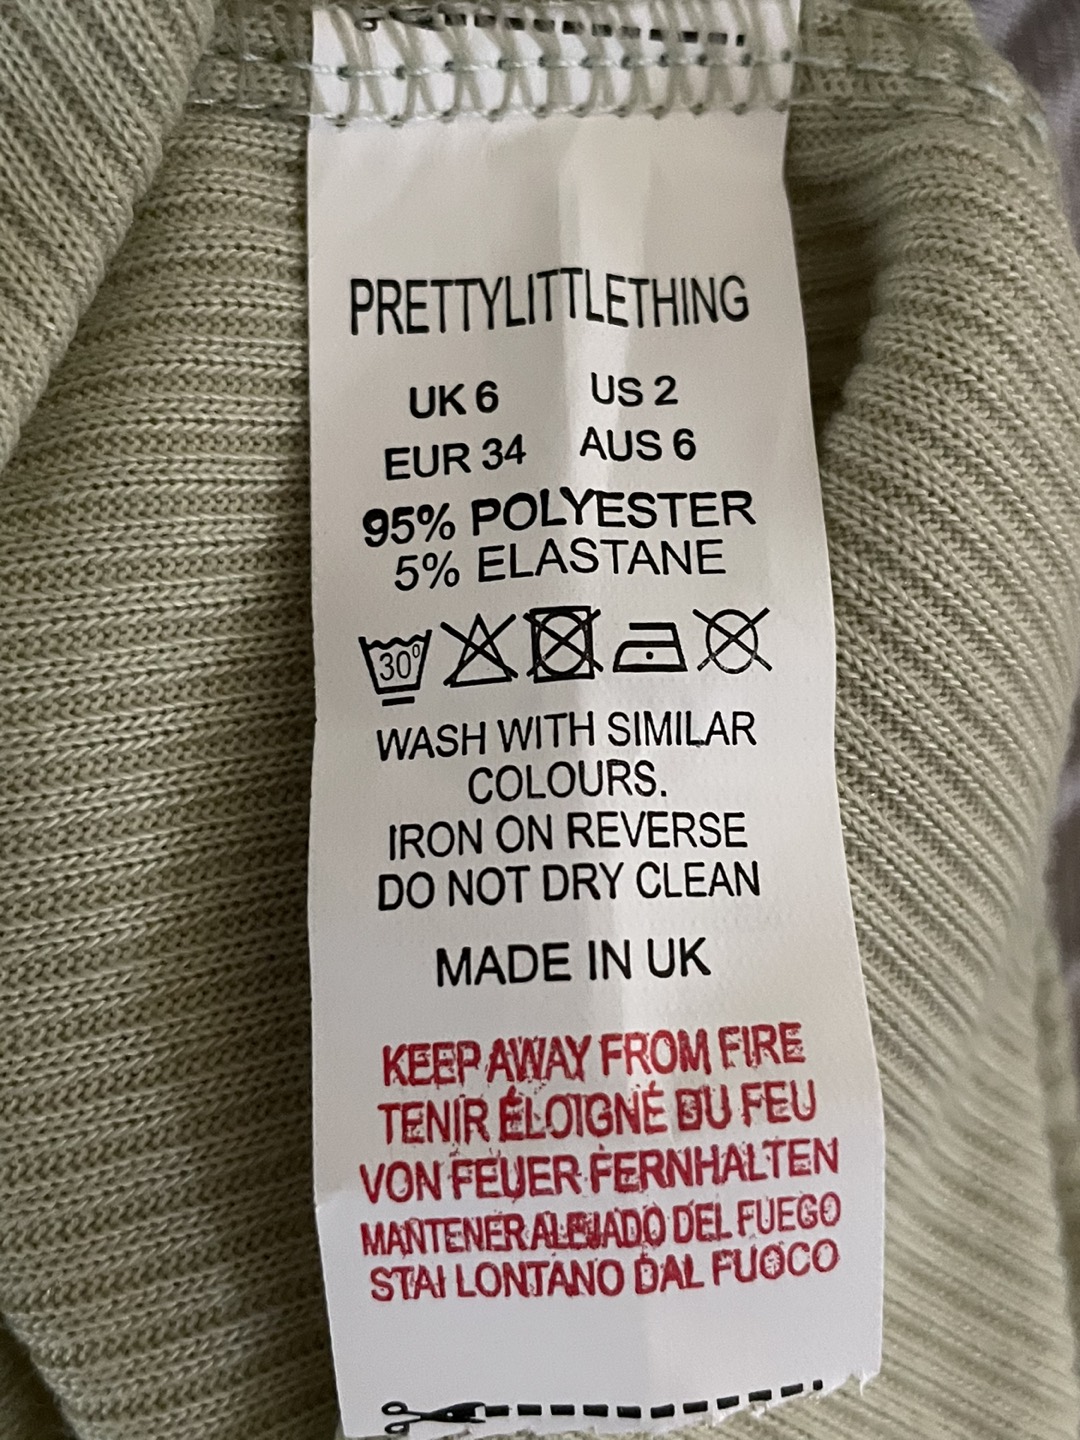 PRETTYLITTLETHING
UK 6 US 2
EUR 34 AUS 6
95% POLYESTER
5% ELASTANE
30°
WASH WITH SIMILAR
COLOURS.
IRON ON REVERSE
DO NOT DRY CLEAN
MADE IN UK
KEEP AWAY FROM FIRE
TENIR ÉLOIGNÉ DU FEU
VON FEUER FERNHALTEN
MANTENER ALEJADO DEL FUEGO
STAI LONTANO DAL FUOCO